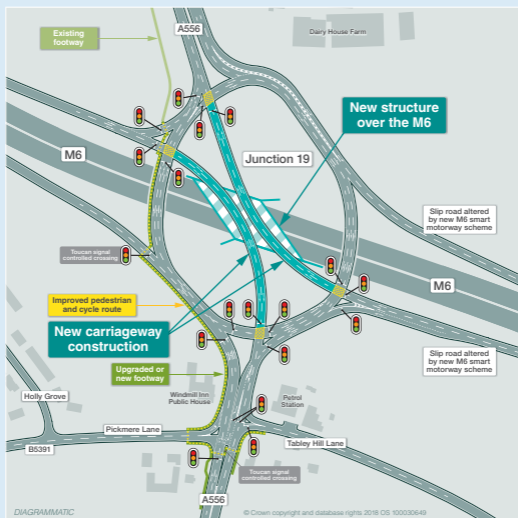 A556
Existing
footway
Dairy House Farm
New structure
over the M6
M6
Junction 19
Slip road altered
by new M6 smart
motorway scheme
Toucan signal
controlled crossing
M6
Improved pedestrian
and cycle route
New carriageway
construction
Slip road altered
by new M6 smart
motorway scheme
Upgraded or
new footway
Holly Grove
Windmill Inn
Public House
Petrol
Station
Pickmere Lane
Tabley Hill Lane
B5391
Toucan signal
controlled crossing
A556
DIAGRAMMATIC
© Crown copyright and database rights 2018 OS 100030649